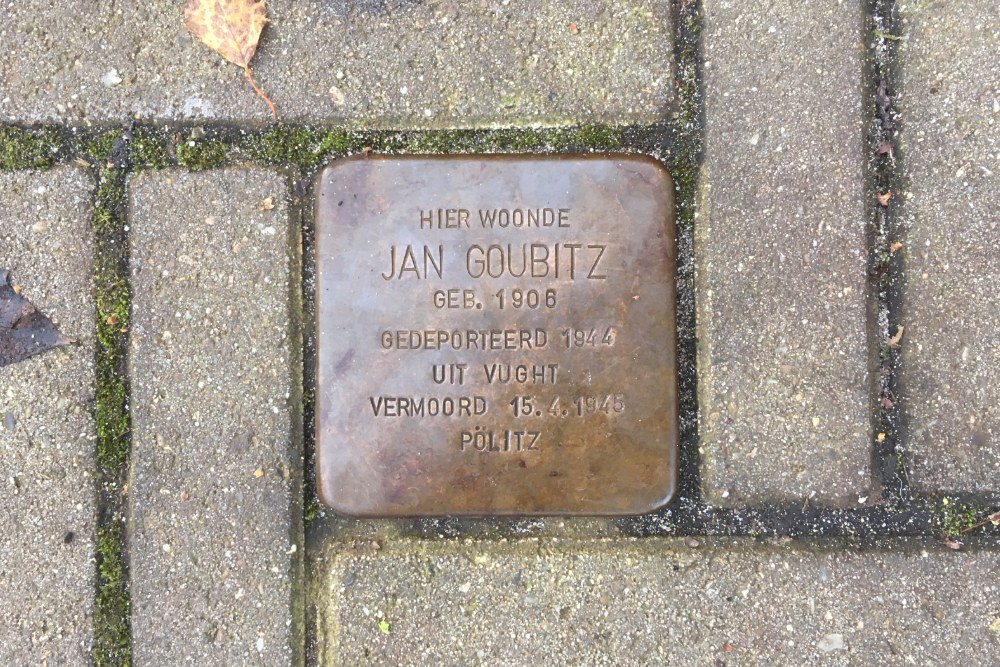 HIER WOONDE
JAN GOUBITZ
GEB. 1906
GEDEPORTEERD 1944
UIT VUGHT
VERMOORD 15.4.1945
PÖLITZ